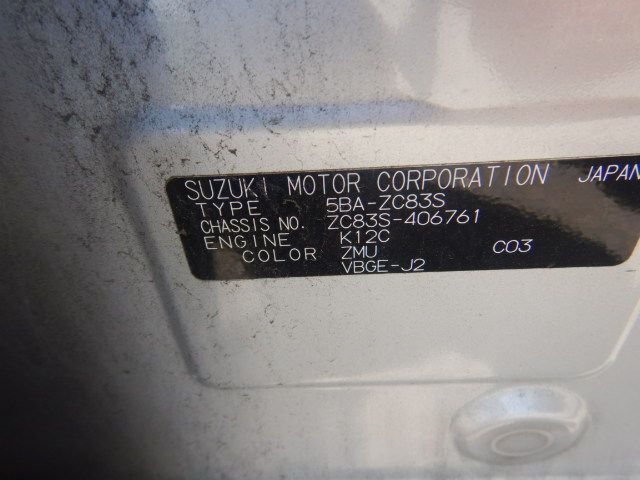 SUZUKI MOTOR CORPORATION JAPAN
TYPE 5BA-ZC83S
CHASSIS NO. ZC83S-406761
ENGINE K12C
COLOR ZMU C03
VBGE-J2